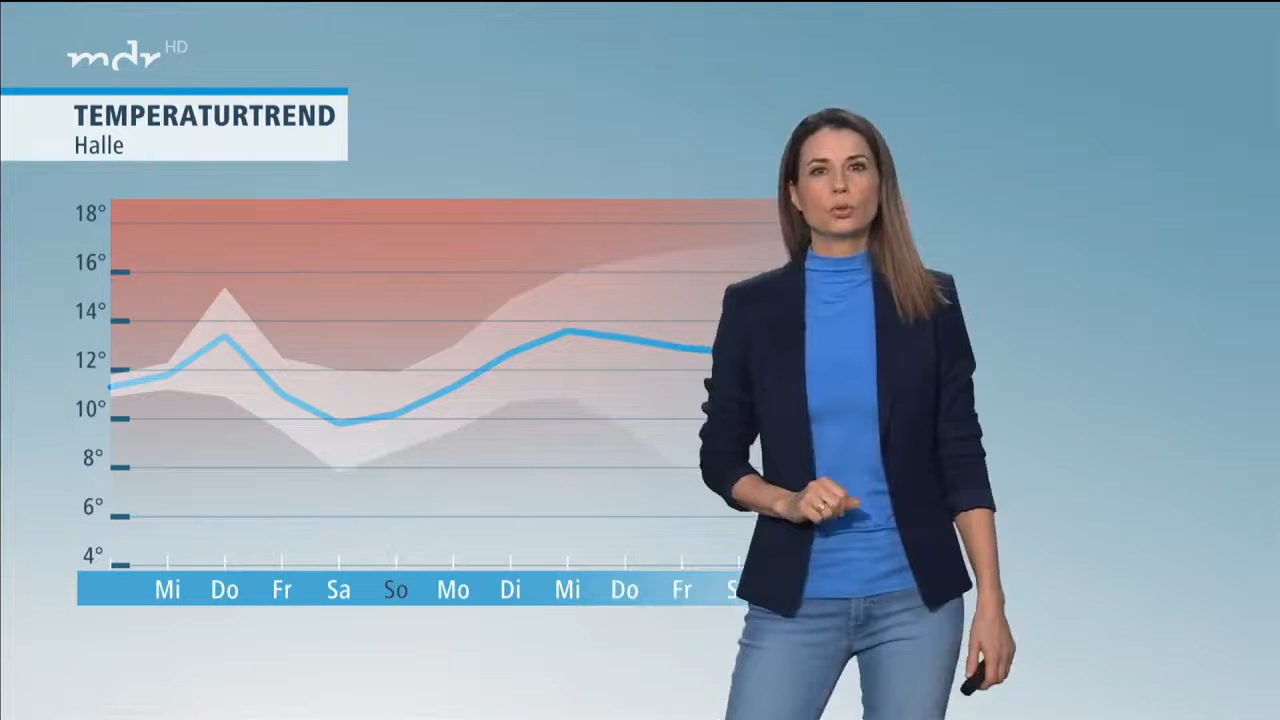 mdr HD
TEMPERATURTREND
Halle
18°
16°
14°
12°
10°
8°
6°
4°
Mi Do Fr Sa So Mo Di Mi Do Fr